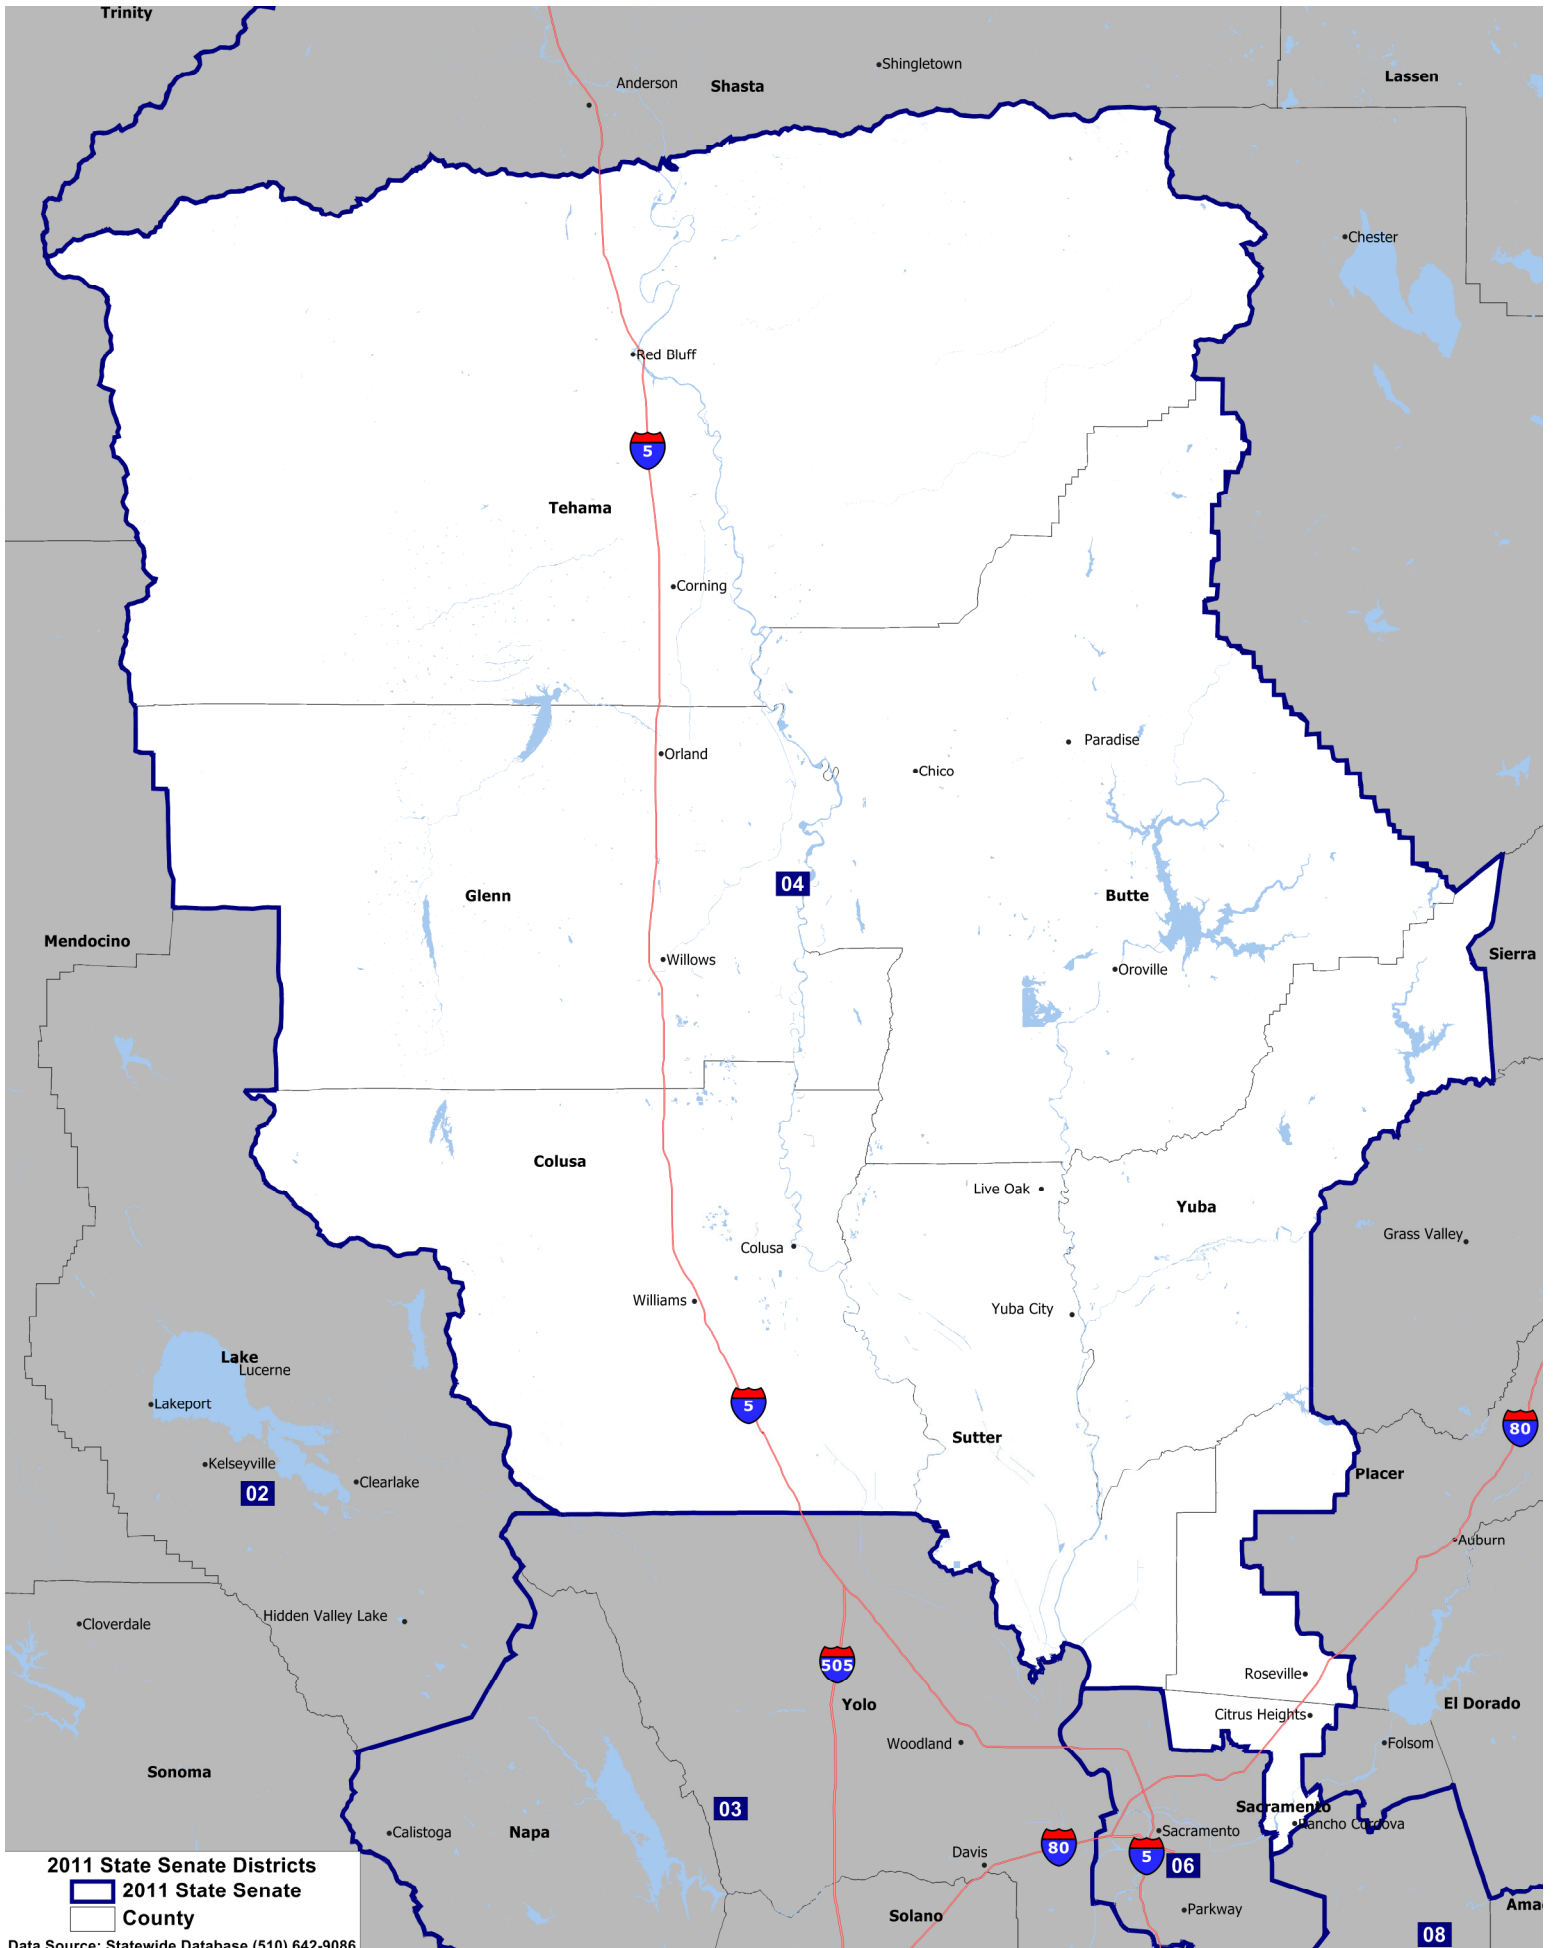 Trinity
Shingletown
Lassen
Anderson
Shasta
Chester
Red Bluff
5
Tehama
Corning
Orland
Paradise
Chico
04
Glenn
Butte
Mendocino
Sierra
Willows
Oroville
Colusa
Live Oak
Yuba
Grass Valley
Colusa
Williams
Yuba City
Lake
Lucerne
Lakeport
5
80
Sutter
Kelseyville
Placer
Clearlake
02
Auburn
Hidden Valley Lake
Cloverdale
505
Roseville
Yolo
El Dorado
Citrus Heights
Woodland
Folsom
Sonoma
03
Sacramento
Rancho Cordova
Calistoga
Napa
Sacramento
80
5
Davis
06
2011 State Senate Districts
2011 State Senate
County
Data Source: Statewide Database (510) 642-9086
Solano
Parkway
Ama
08